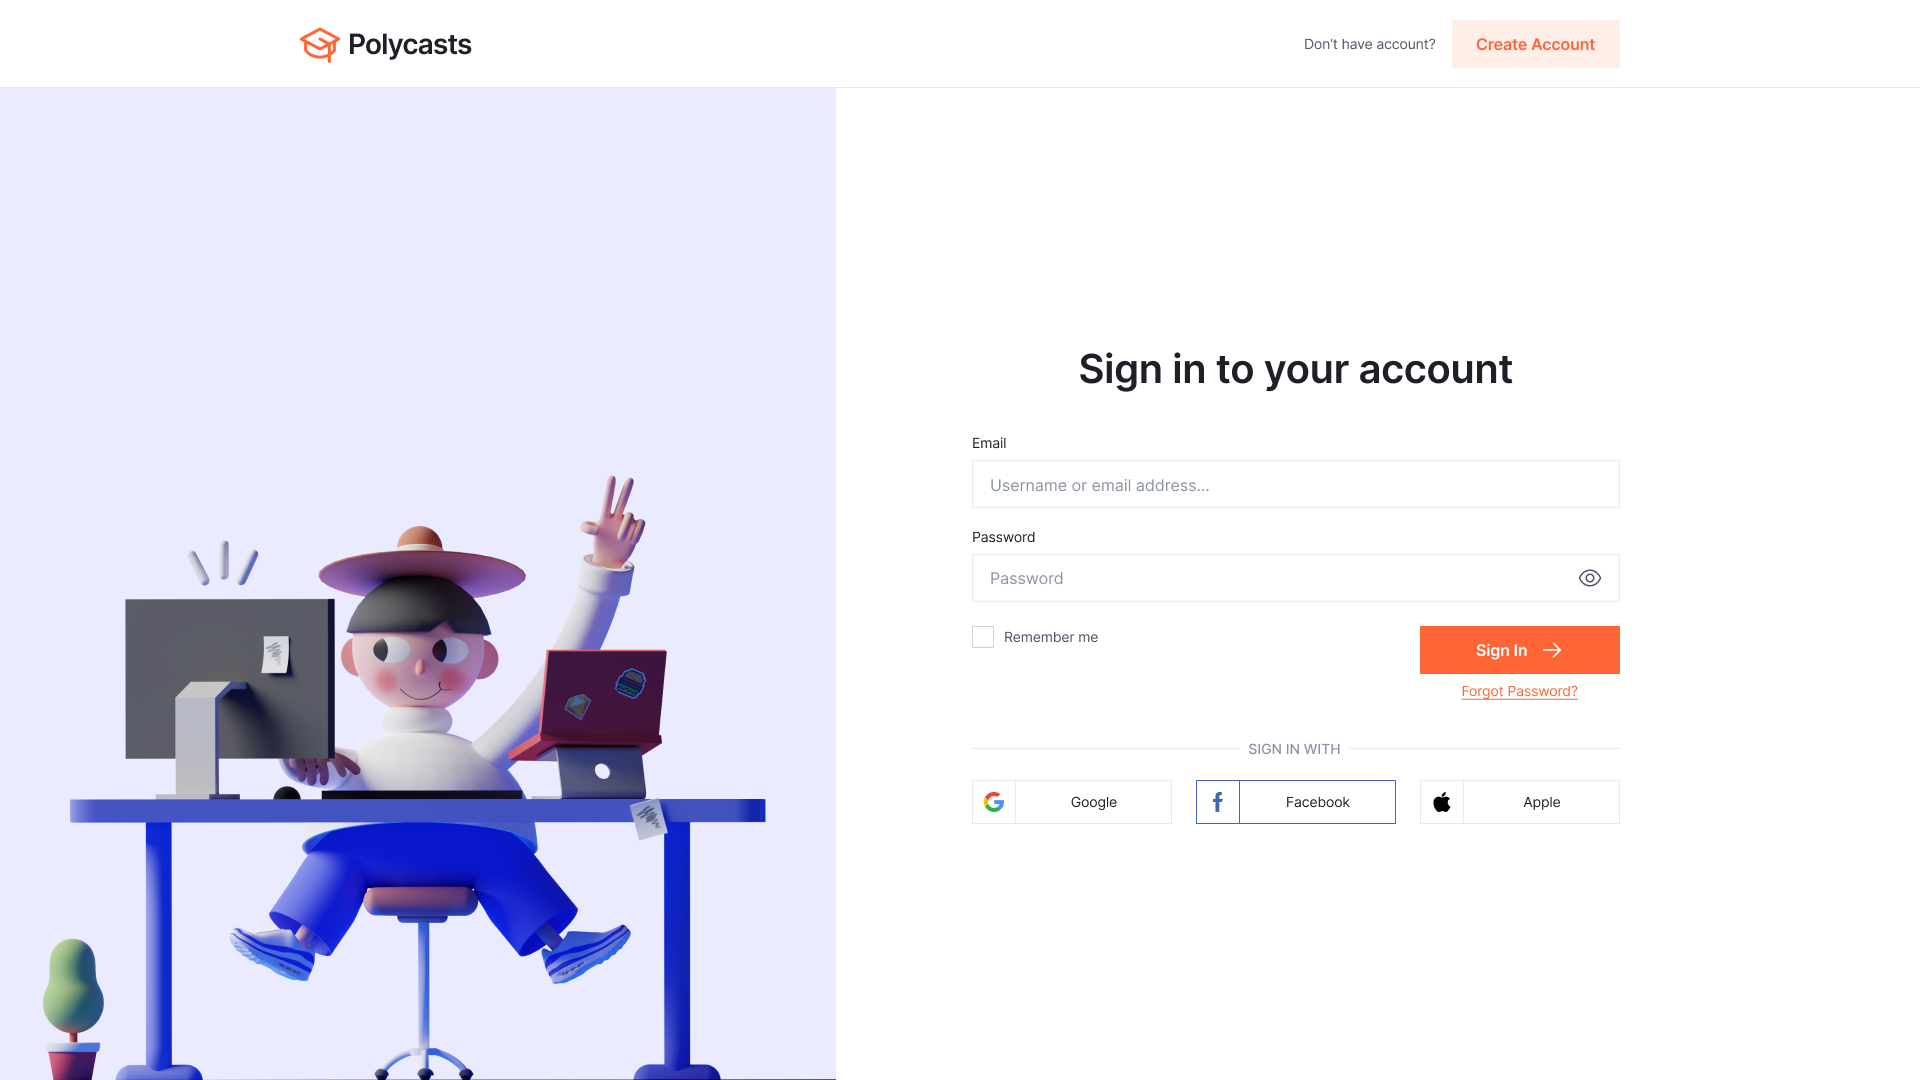 Polycasts
Don’t have account?
Create Account
Sign in to your account
Email
Username or email address...
Password
Password
Remember me
Sign In
Forgot Password?
SIGN IN WITH
Google
Facebook
Apple